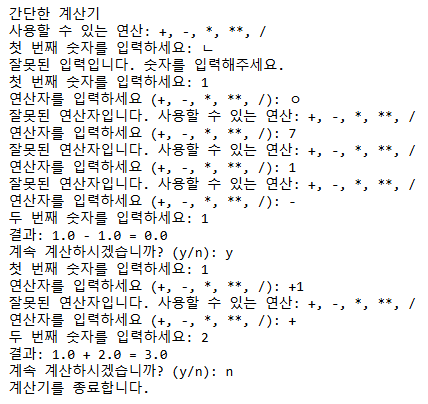 간단한 계산기
사용할 수 있는 연산: +, -, *, **, /
첫 번째 숫자를 입력하세요: ㄴ
잘못된 입력입니다. 숫자를 입력해주세요.
첫 번째 숫자를 입력하세요: 1
연산자를 입력하세요 (+, -, *, **, /): ㅇ
잘못된 연산자입니다. 사용할 수 있는 연산: +, -, *, **, /
연산자를 입력하세요 (+, -, *, **, /): 7
잘못된 연산자입니다. 사용할 수 있는 연산: +, -, *, **, /
연산자를 입력하세요 (+, -, *, **, /): 1
잘못된 연산자입니다. 사용할 수 있는 연산: +, -, *, **, /
연산자를 입력하세요 (+, -, *, **, /): -
두 번째 숫자를 입력하세요: 1
결과: 1.0 - 1.0 = 0.0
계속 계산하시겠습니까? (y/n): y
첫 번째 숫자를 입력하세요: 1
연산자를 입력하세요 (+, -, *, **, /): +1
잘못된 연산자입니다. 사용할 수 있는 연산: +, -, *, **, /
연산자를 입력하세요 (+, -, *, **, /): +
두 번째 숫자를 입력하세요: 2
결과: 1.0 + 2.0 = 3.0
계속 계산하시겠습니까? (y/n): n
계산기를 종료합니다.